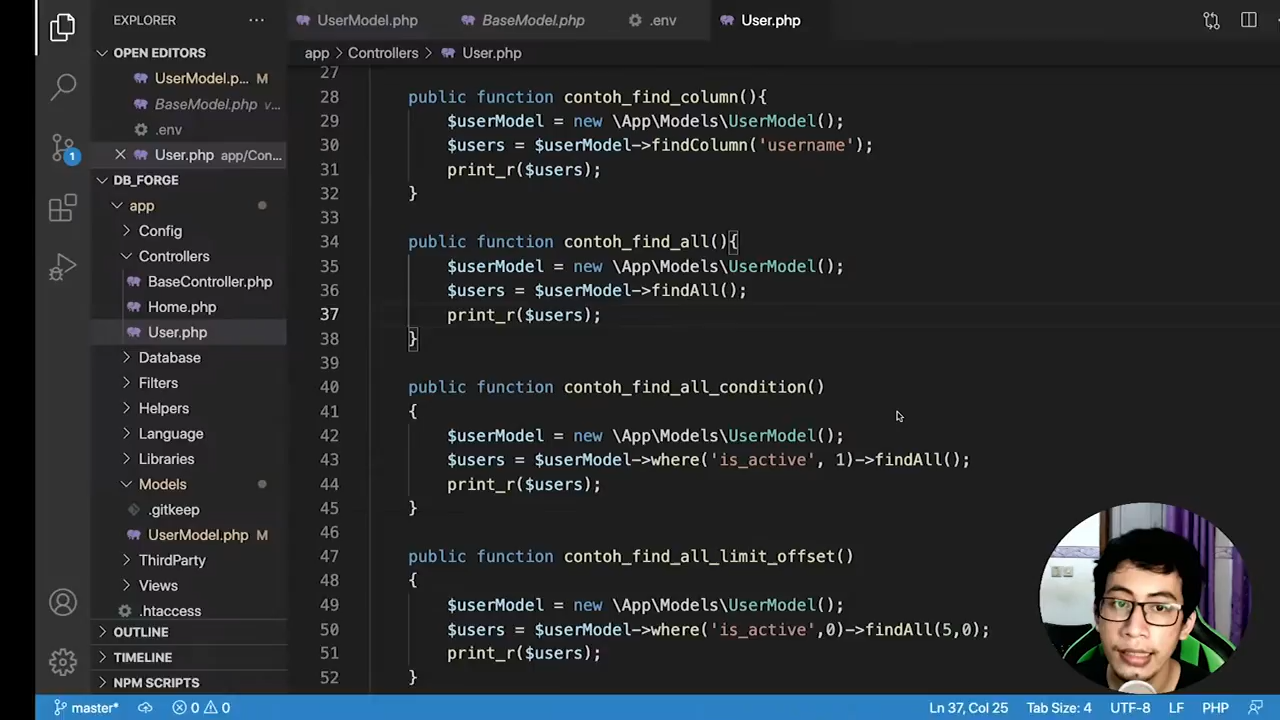 EXPLORER
OPEN EDITORS
UserModel.p... M
BaseModel.php v...
.env
User.php app/Con...
DB_FORGE
app
Config
Controllers
BaseController.php
Home.php
User.php
Database
Filters
Helpers
Language
Libraries
Models
.gitkeep
UserModel.php M
ThirdParty
Views
.htaccess
OUTLINE
TIMELINE
NPM SCRIPTS
UserModel.php BaseModel.php .env User.php
app > Controllers > User.php
27
28 public function contoh_find_column(){
29 $userModel = new \App\Models\UserModel();
30 $users = $userModel->findColumn('username');
31 print_r($users);
32 }
33
34 public function contoh_find_all(){
35 $userModel = new \App\Models\UserModel();
36 $users = $userModel->findAll();
37 print_r($users);
38 }
39
40 public function contoh_find_all_condition()
41 {
42 $userModel = new \App\Models\UserModel();
43 $users = $userModel->where('is_active', 1)->findAll();
44 print_r($users);
45 }
46
47 public function contoh_find_all_limit_offset()
48 {
49 $userModel = new \App\Models\UserModel();
50 $users = $userModel->where('is_active',0)->findAll(5,0);
51 print_r($users);
52 }
1
master* 0 0 Ln 37, Col 25 Tab Size: 4 UTF-8 LF PHP